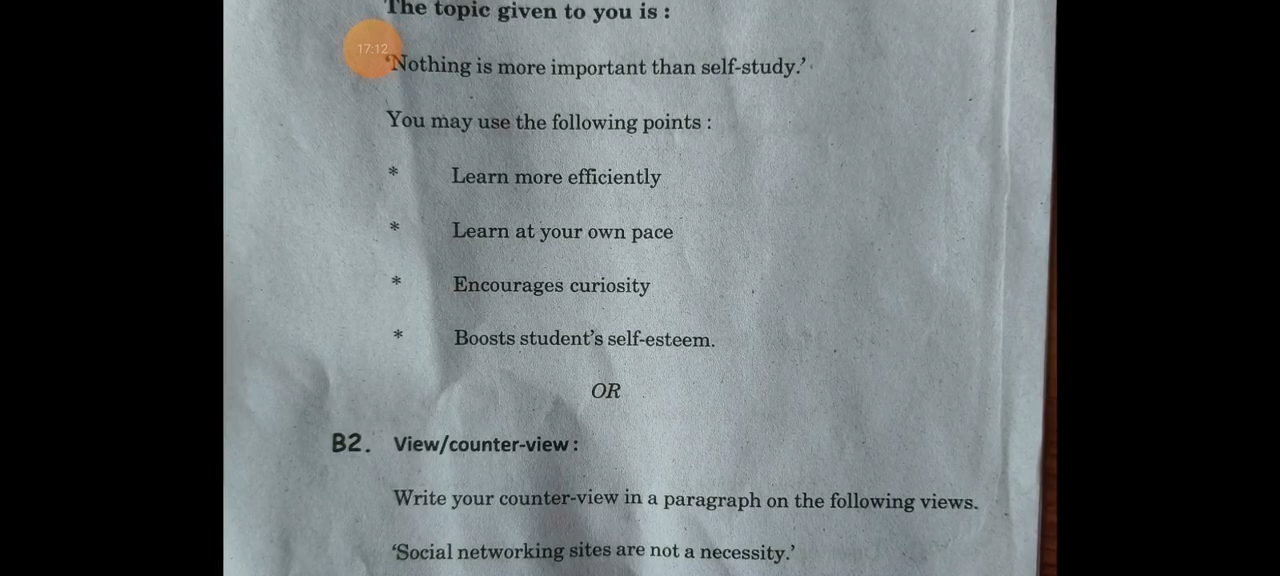 The topic given to you is :
17:12
'Nothing is more important than self-study.'
You may use the following points :
* Learn more efficiently
* Learn at your own pace
* Encourages curiosity
* Boosts student's self-esteem.
OR
B2. View/counter-view :
Write your counter-view in a paragraph on the following views.
'Social networking sites are not a necessity.'